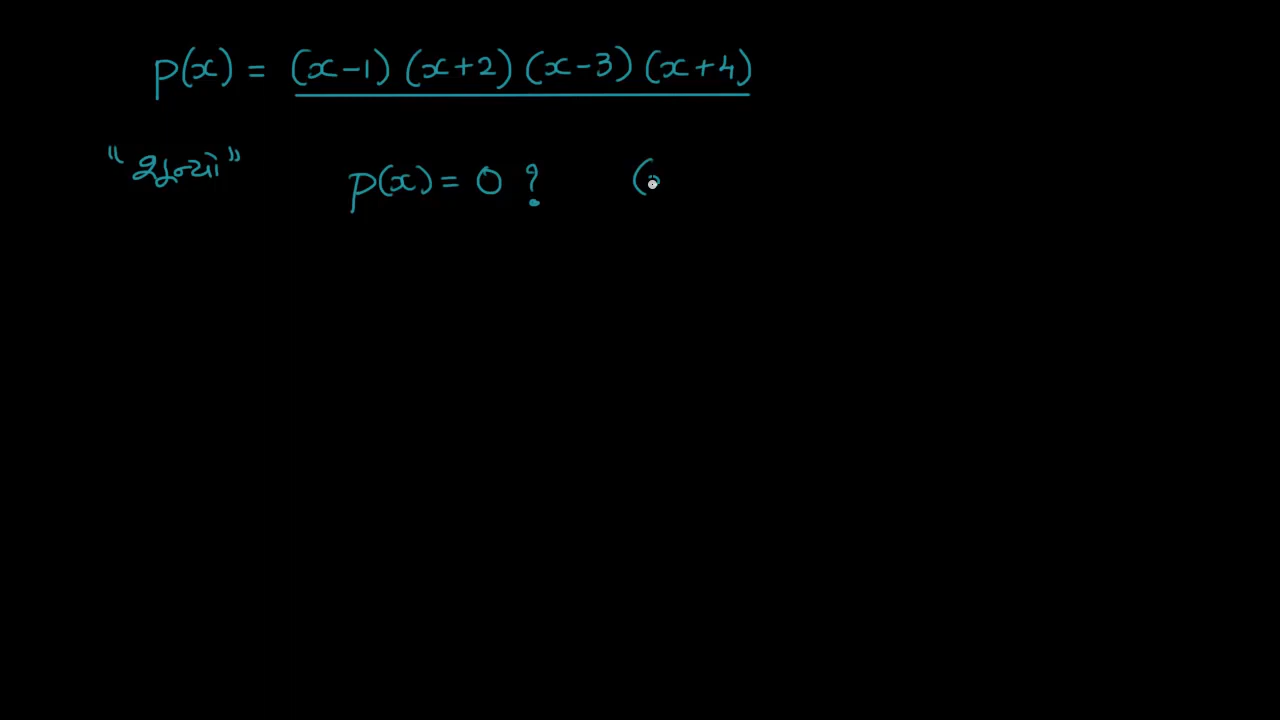 p(x) = (x-1) (x+2) (x-3) (x+4)
p(x) = 0 ? (